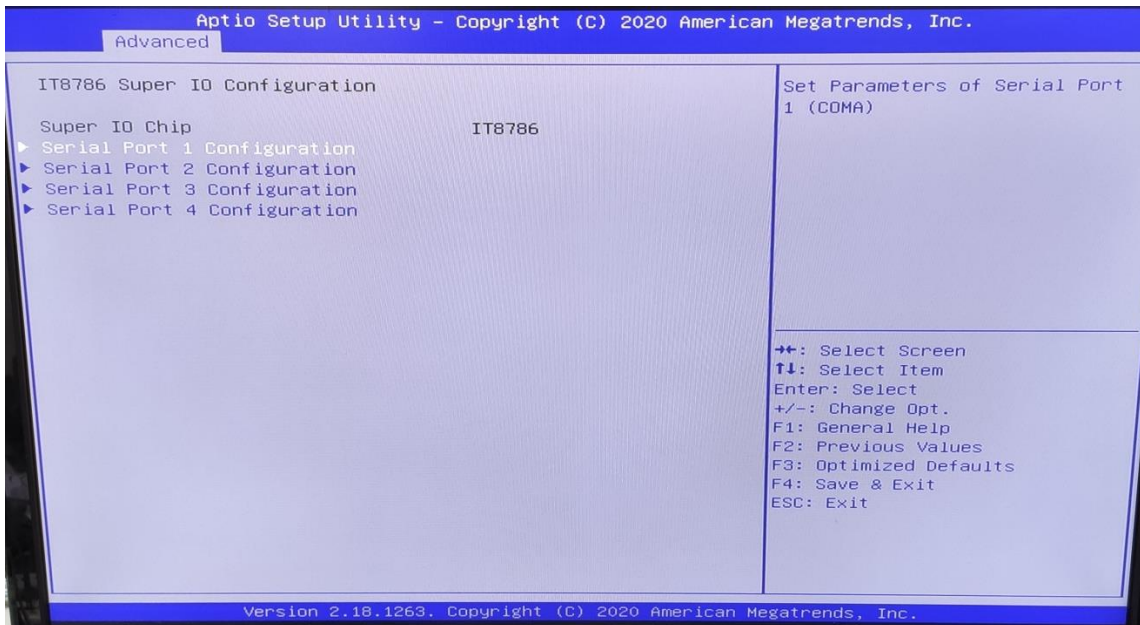 Aptio Setup Utility - Copyright (C) 2020 American Megatrends, Inc.
Advanced
IT8786 Super IO Configuration
Super IO Chip IT8786
▶ Serial Port 1 Configuration
▶ Serial Port 2 Configuration
▶ Serial Port 3 Configuration
▶ Serial Port 4 Configuration
Set Parameters of Serial Port
1 (COMA)
→←: Select Screen
↑↓: Select Item
Enter: Select
+/-: Change Opt.
F1: General Help
F2: Previous Values
F3: Optimized Defaults
F4: Save & Exit
ESC: Exit
Version 2.18.1263. Copyright (C) 2020 American Megatrends, Inc.